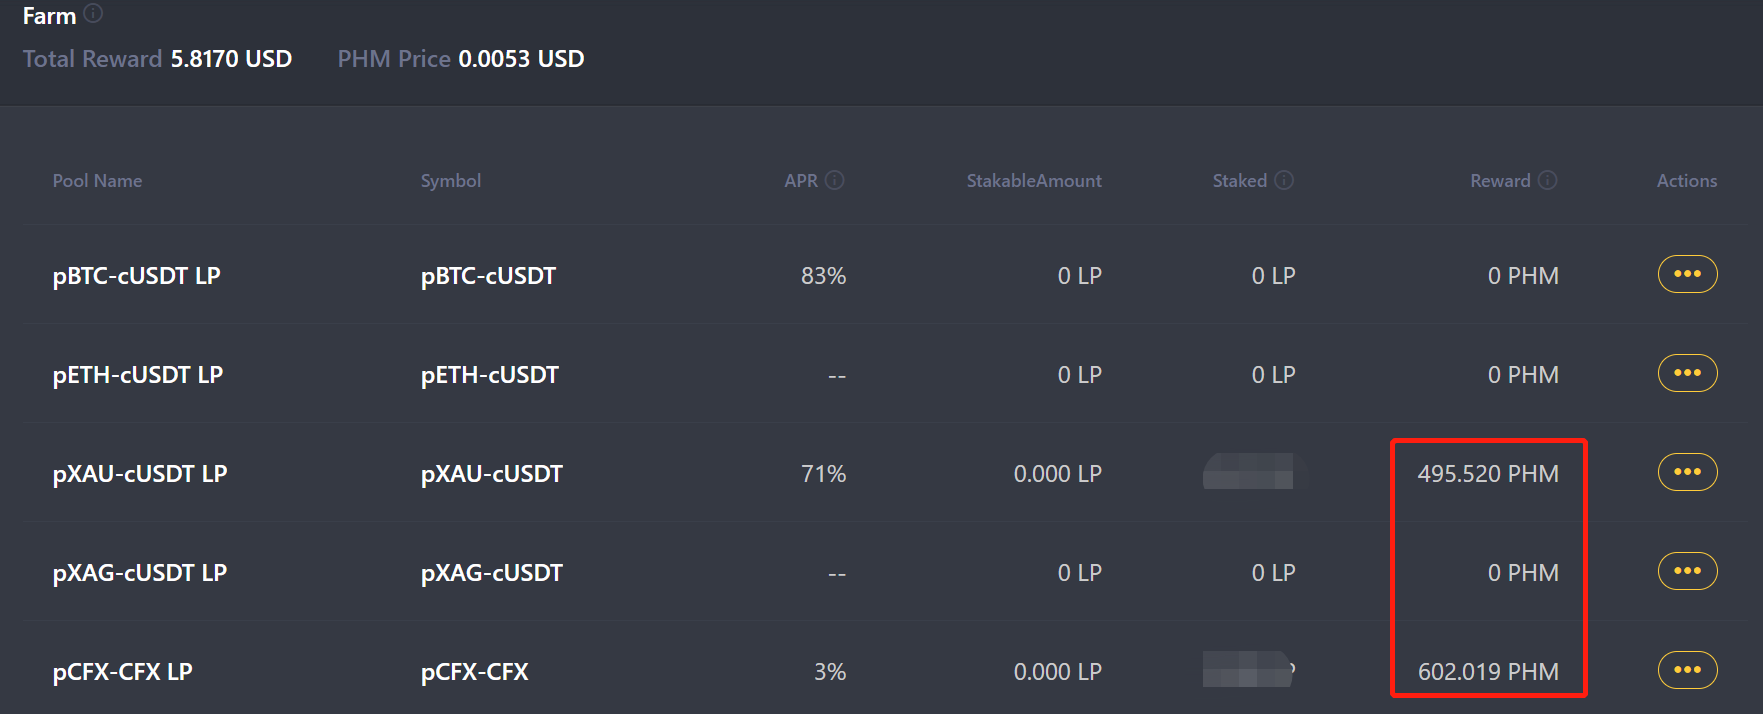 Farm
Total Reward 5.8170 USD PHM Price 0.0053 USD
Pool Name Symbol APR StakableAmount Staked Reward Actions
pBTC-cUSDT LP pBTC-cUSDT 83% 0 LP 0 LP 0 PHM
pETH-cUSDT LP pETH-cUSDT -- 0 LP 0 LP 0 PHM
pXAU-cUSDT LP pXAU-cUSDT 71% 0.000 LP 495.520 PHM
pXAG-cUSDT LP pXAG-cUSDT -- 0 LP 0 LP 0 PHM
pCFX-CFX LP pCFX-CFX 3% 0.000 LP 602.019 PHM